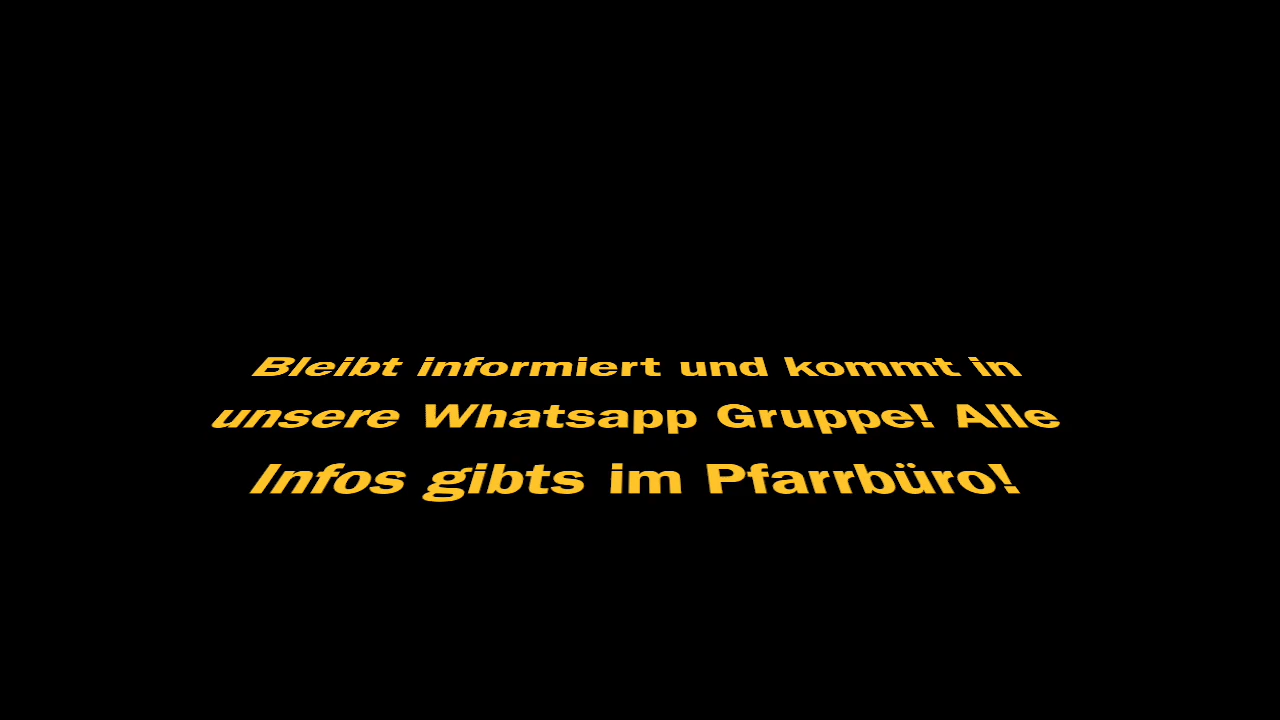 Bleibt informiert und kommt in
unsere Whatsapp Gruppe! Alle
Infos gibts im Pfarrbüro!